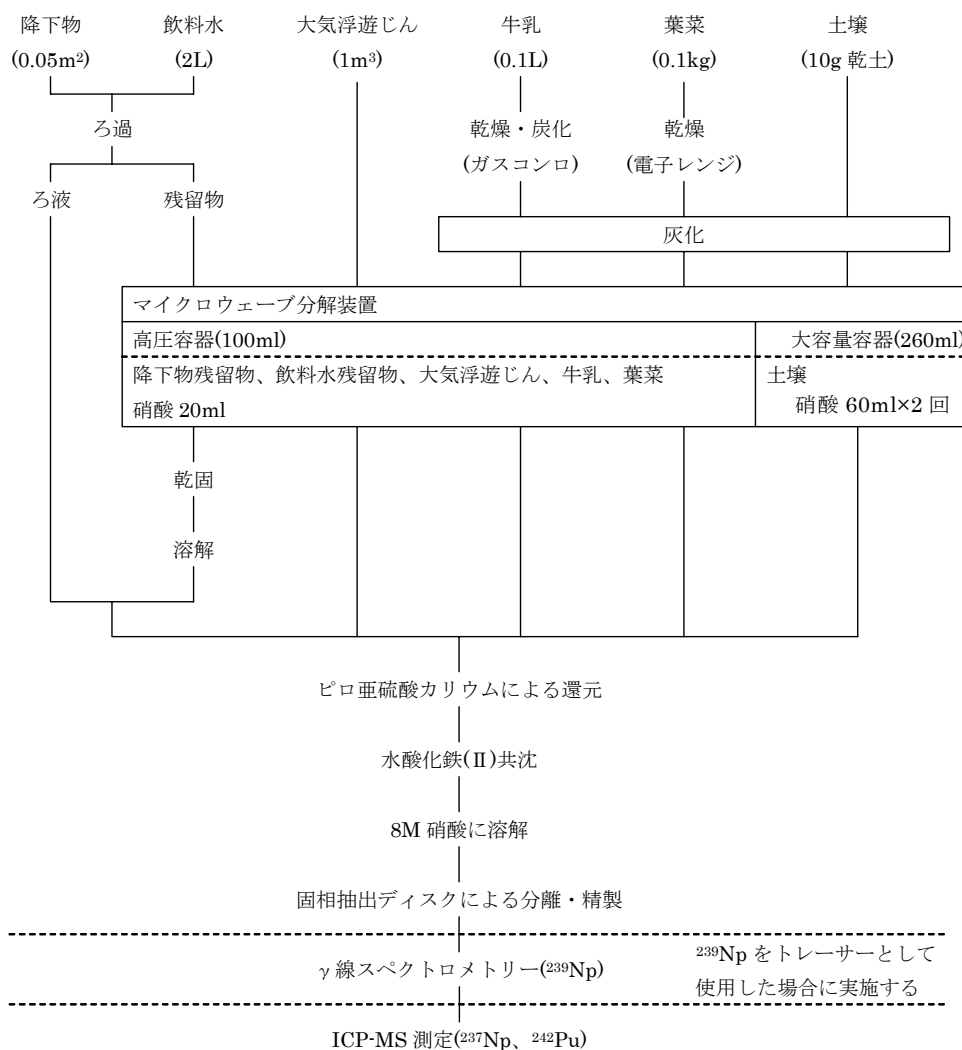 降下物 飲料水 大気浮遊じん 牛乳 葉菜 土壌
(0.05m²) (2L) (1m³) (0.1L) (0.1kg) (10g 乾土)
ろ過 乾燥・炭化 乾燥
(ガスコンロ) (電子レンジ)
ろ液 残留物
灰化
マイクロウェーブ分解装置
高圧容器(100ml) 大容量容器(260ml)
降下物残留物、飲料水残留物、大気浮遊じん、牛乳、葉菜 土壌
硝酸 20ml 硝酸 60ml×2 回
乾固
溶解
ピロ亜硫酸カリウムによる還元
水酸化鉄(Ⅱ)共沈
8M 硝酸に溶解
固相抽出ディスクによる分離・精製
γ線スペクトロメトリー(²³⁹Np)
²³⁹Np をトレーサーとして
使用した場合に実施する
ICP-MS 測定(²³⁷Np、²⁴²Pu)